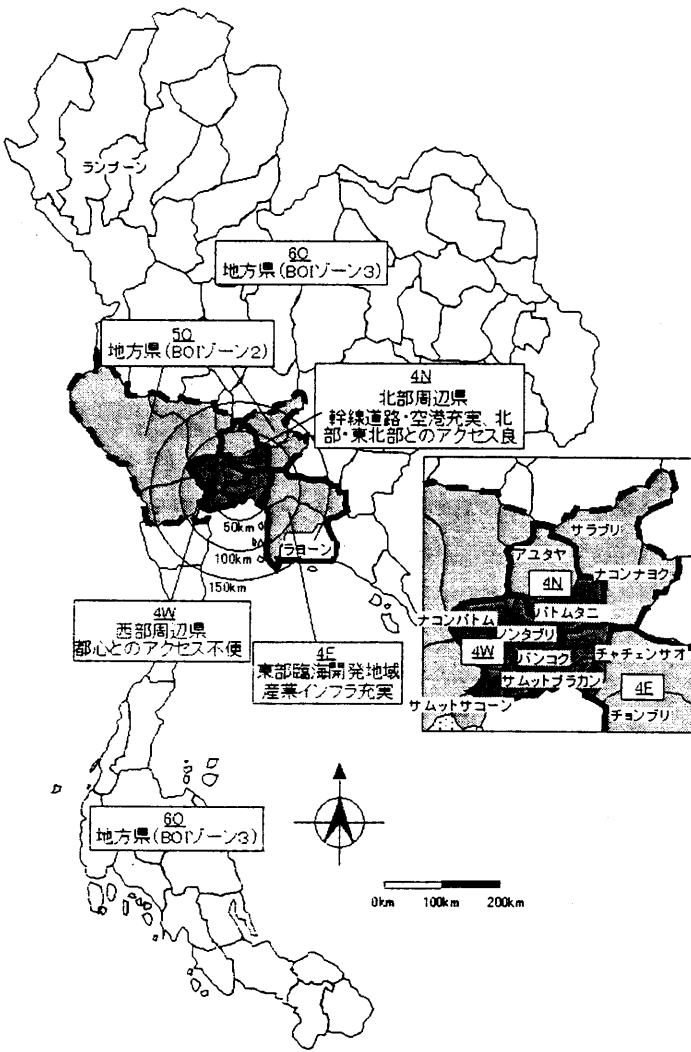 ランプーン
6O
地方県(BOIゾーン3)
5O
地方県(BOIゾーン2)
4N
北部周辺県
幹線道路・空港充実、北
部・東北部とのアクセス良
50km
100km
150km
ラヨーン
4W
西部周辺県
都心とのアクセス不便
4E
東部臨海開発地域
産業インフラ充実
サラブリ
アユタヤ
4N
ナコンナヨク
ナコンパトム
パトムタニ
ノンタブリ
4W
バンコク
チャチェンサオ
サムットプラカン
4E
サムットサコーン
チョンブリ
6O
地方県(BOIゾーン3)
0km
100km
200km